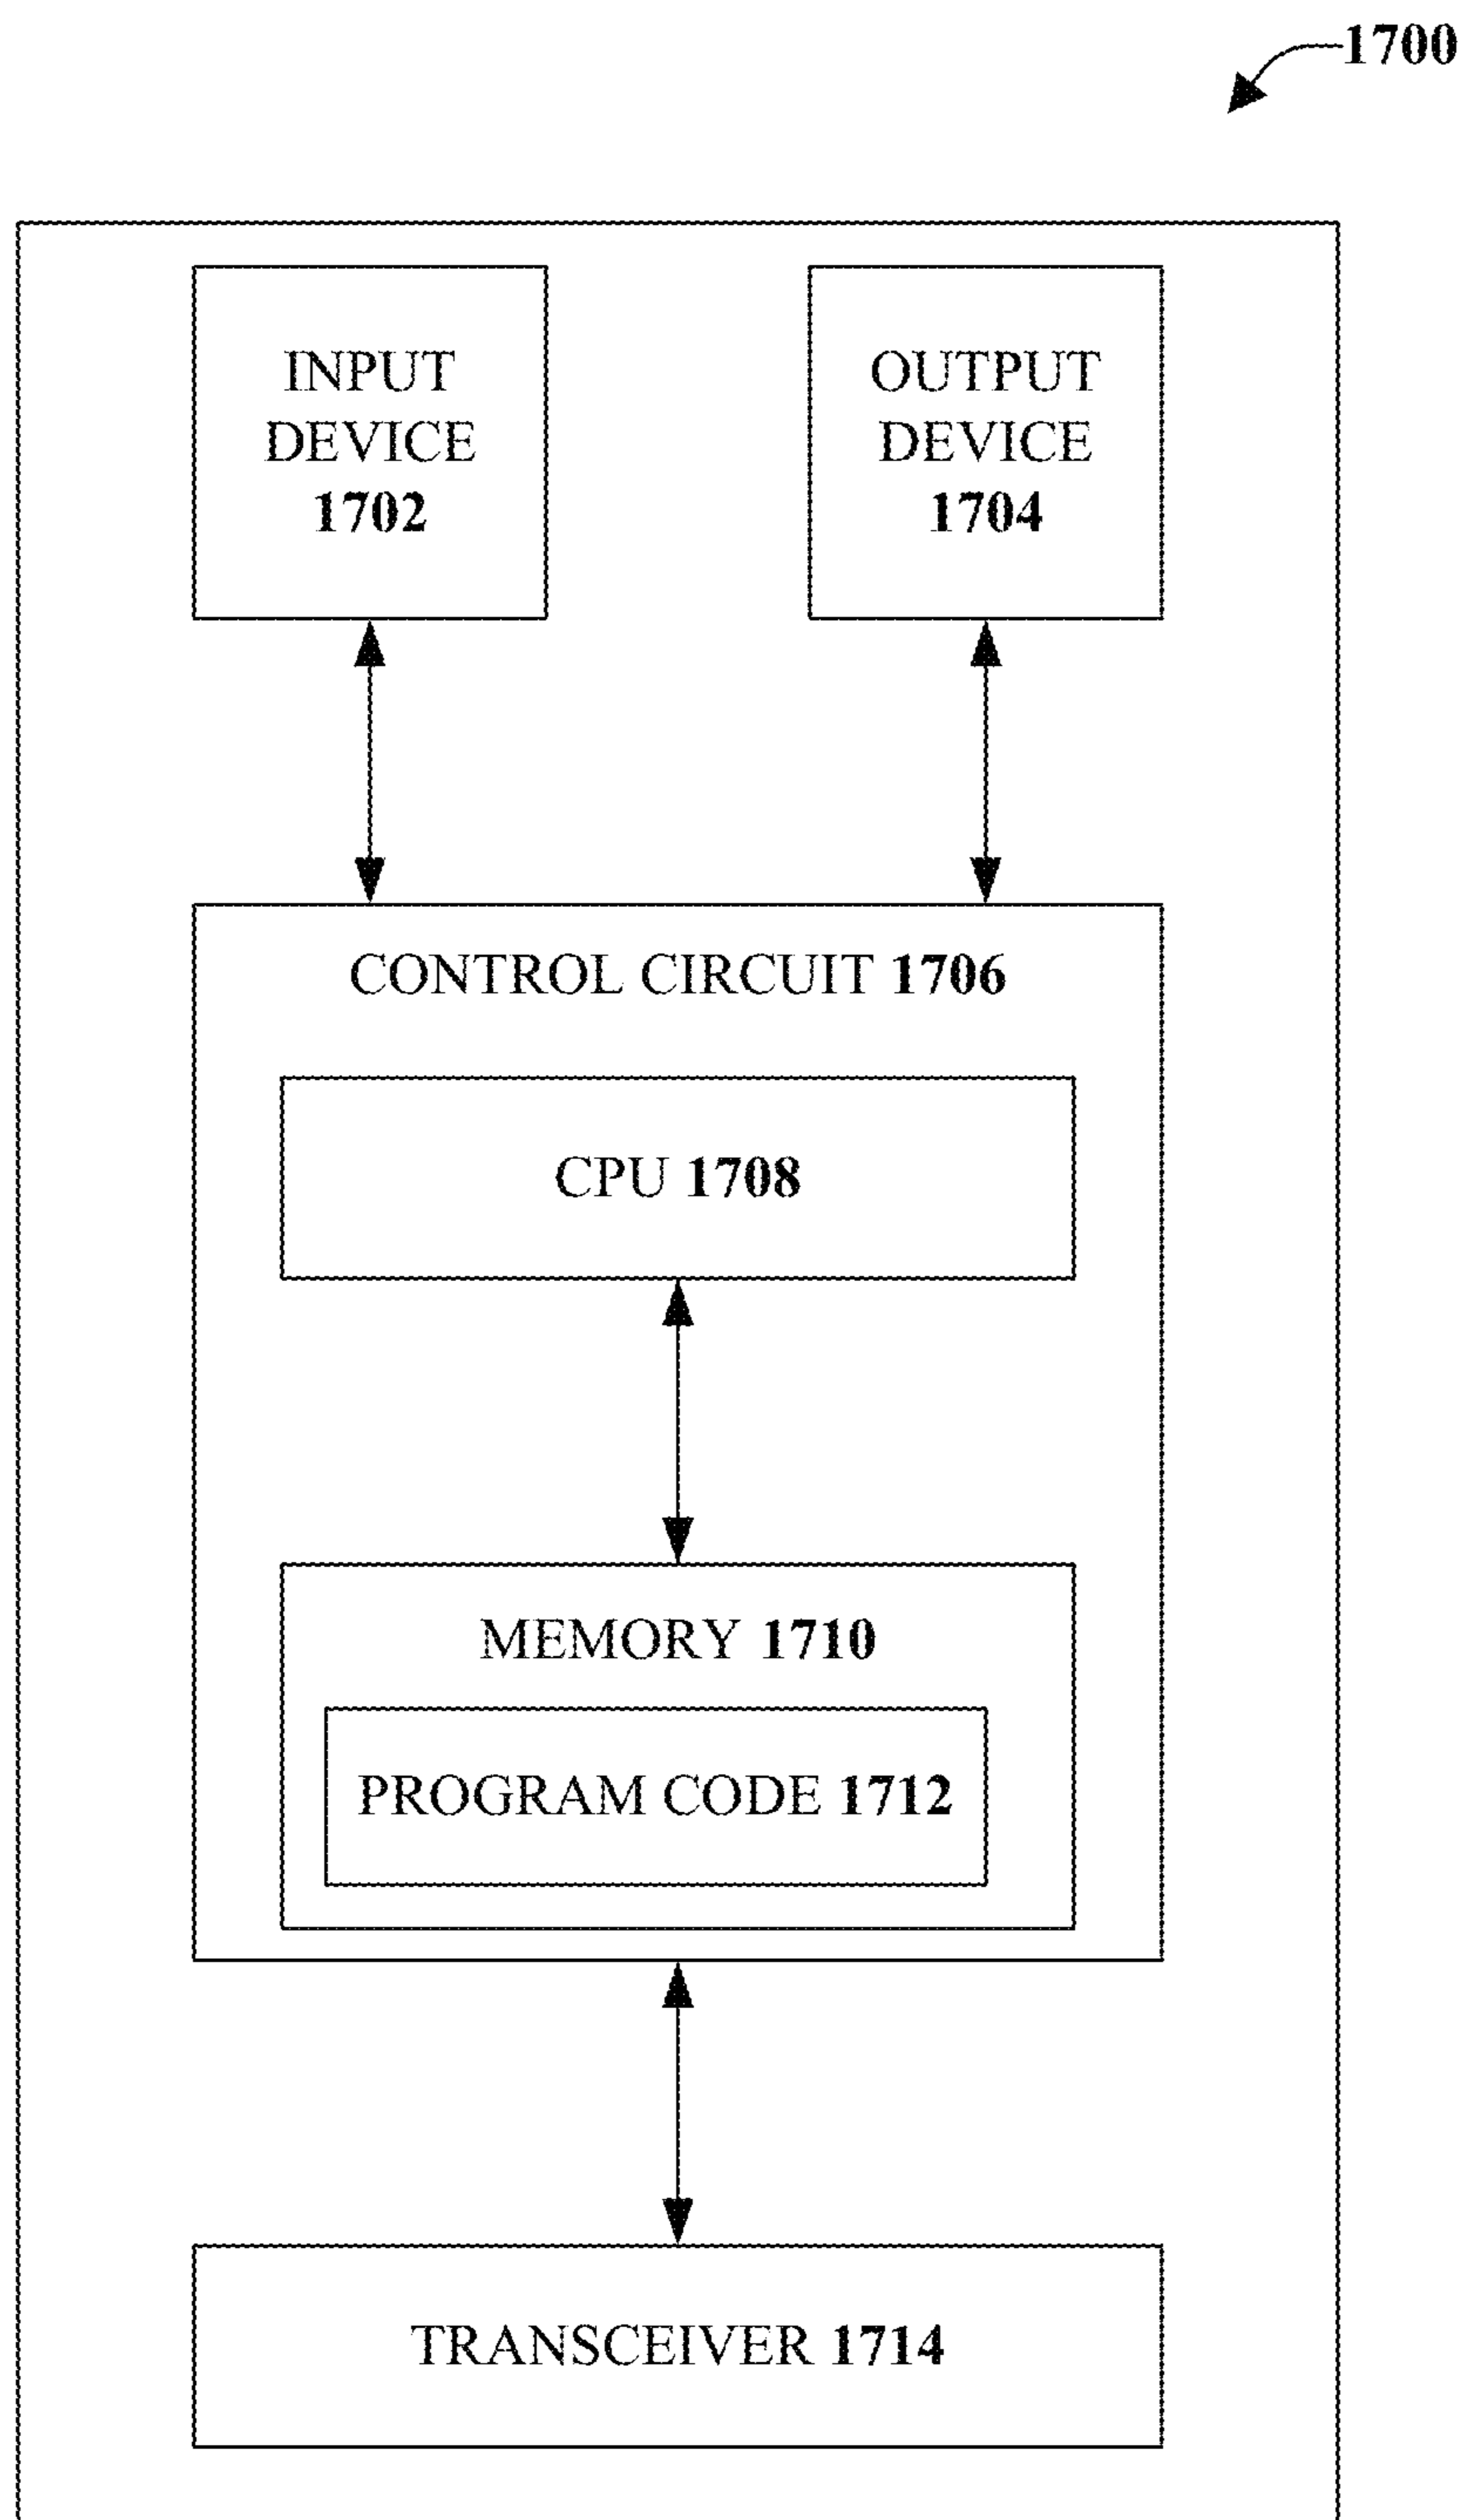 1700
INPUT
DEVICE
1702
OUTPUT
DEVICE
1704
CONTROL CIRCUIT 1706
CPU 1708
MEMORY 1710
PROGRAM CODE 1712
TRANSCEIVER 1714